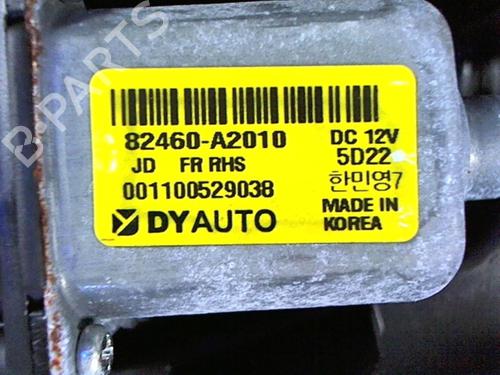 82460-A2010 DC 12V
JD FR RHS 5D22
001100529038 한민영7
DYAUTO MADE IN
KOREA
B-PARTS